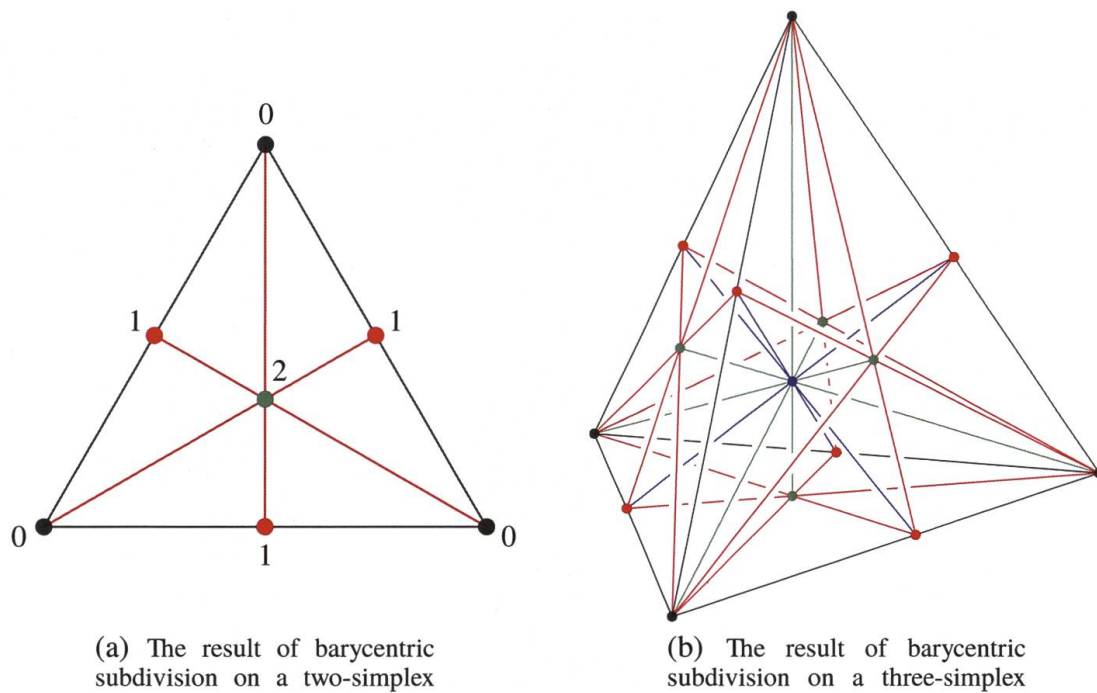 0
1
1
2
0
0
1
(a) The result of barycentric
subdivision on a two-simplex
(b) The result of barycentric
subdivision on a three-simplex